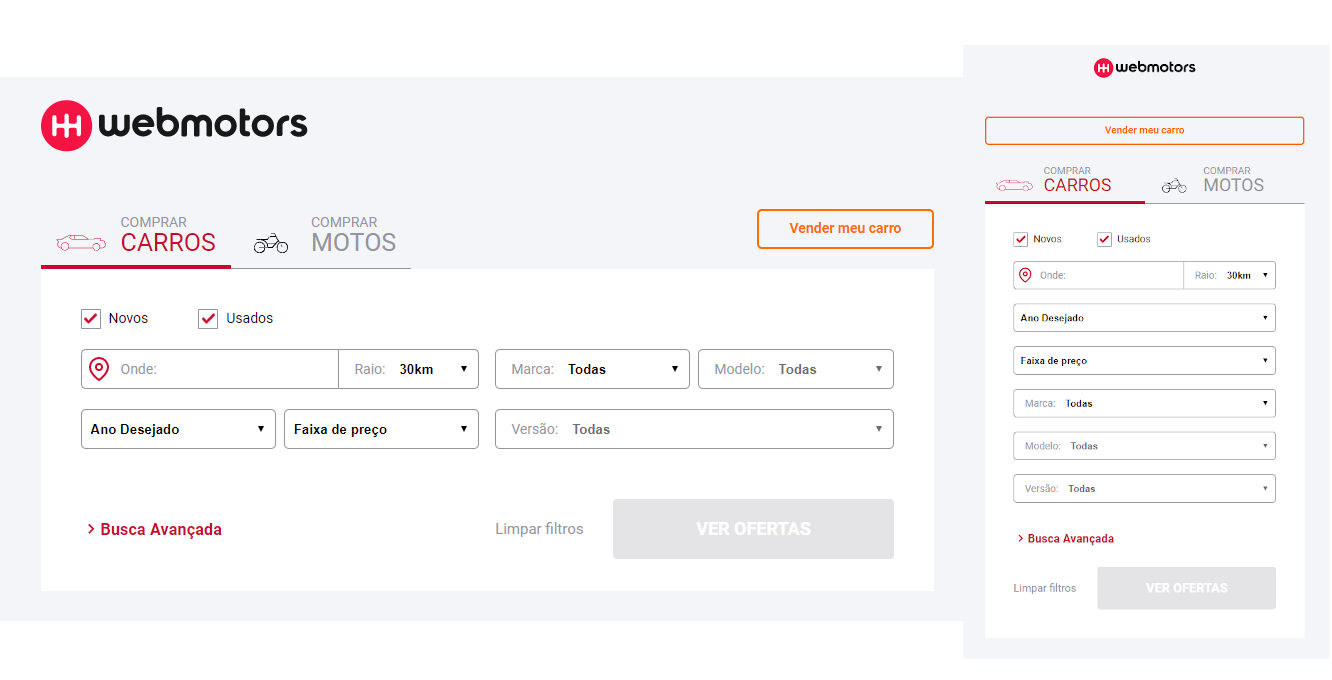 webmotors
COMPRAR
CARROS
COMPRAR
MOTOS
Vender meu carro
Novos
Usados
Onde:
Raio: 30km
Marca: Todas
Modelo: Todas
Ano Desejado
Faixa de preço
Versão: Todas
Busca Avançada
Limpar filtros
VER OFERTAS
webmotors
Vender meu carro
COMPRAR
CARROS
COMPRAR
MOTOS
Novos
Usados
Onde:
Raio: 30km
Ano Desejado
Faixa de preço
Marca: Todas
Modelo: Todas
Versão: Todas
Busca Avançada
Limpar filtros
VER OFERTAS